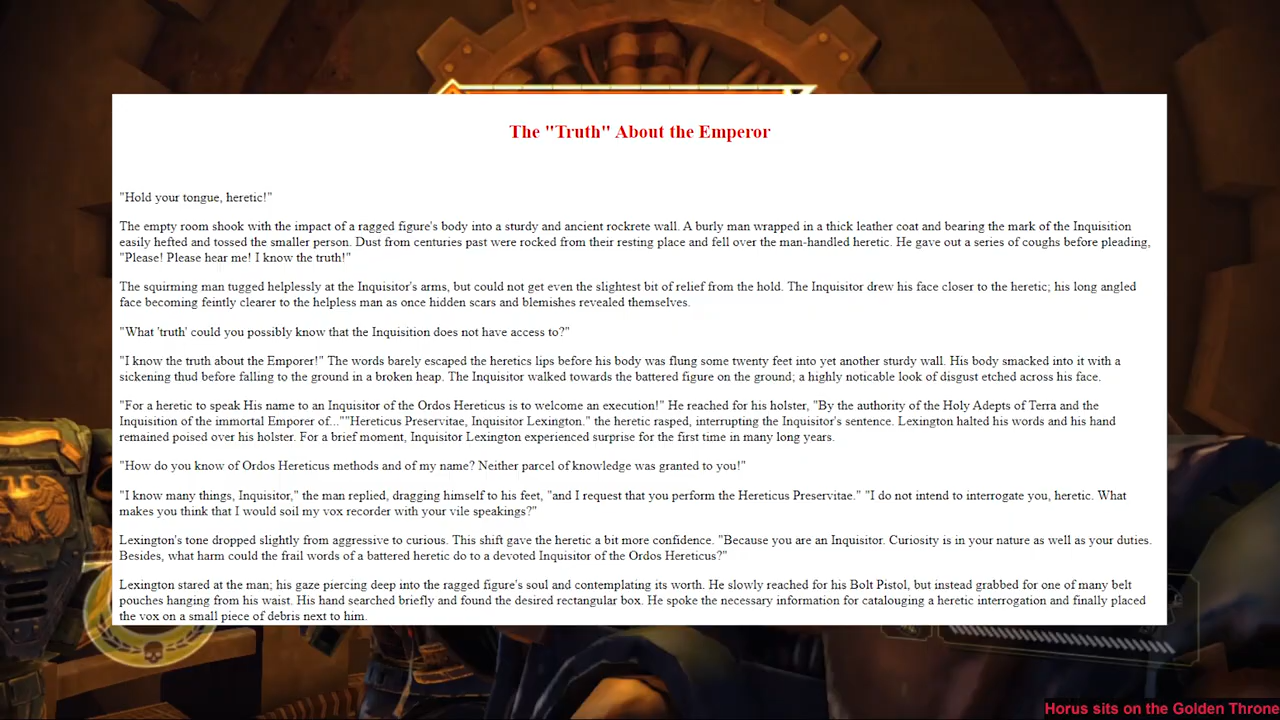 The "Truth" About the Emperor
"Hold your tongue, heretic!"
The empty room shook with the impact of a ragged figure's body into a sturdy and ancient rockrete wall. A burly man wrapped in a thick leather coat and bearing the mark of the Inquisition
easily hefted and tossed the smaller person. Dust from centuries past were rocked from their resting place and fell over the man-handled heretic. He gave out a series of coughs before pleading,
"Please! Please hear me! I know the truth!"
The squirming man tugged helplessly at the Inquisitor's arms, but could not get even the slightest bit of relief from the hold. The Inquisitor drew his face closer to the heretic; his long angled
face becoming feintly clearer to the helpless man as once hidden scars and blemishes revealed themselves.
"What 'truth' could you possibly know that the Inquisition does not have access to?"
"I know the truth about the Emporer!" The words barely escaped the heretics lips before his body was flung some twenty feet into yet another sturdy wall. His body smacked into it with a
sickening thud before falling to the ground in a broken heap. The Inquisitor walked towards the battered figure on the ground; a highly noticable look of disgust etched across his face.
"For a heretic to speak His name to an Inquisitor of the Ordos Hereticus is to welcome an execution!" He reached for his holster, "By the authority of the Holy Adepts of Terra and the
Inquisition of the immortal Emporer of...""Hereticus Preservitae, Inquisitor Lexington." the heretic rasped, interrupting the Inquisitor's sentence. Lexington halted his words and his hand
remained poised over his holster. For a brief moment, Inquisitor Lexington experienced surprise for the first time in many long years.
"How do you know of Ordos Hereticus methods and of my name? Neither parcel of knowledge was granted to you!"
"I know many things, Inquisitor," the man replied, dragging himself to his feet, "and I request that you perform the Hereticus Preservitae." "I do not intend to interrogate you, heretic. What
makes you think that I would soil my vox recorder with your vile speakings?"
Lexington's tone dropped slightly from aggressive to curious. This shift gave the heretic a bit more confidence. "Because you are an Inquisitor. Curiosity is in your nature as well as your duties.
Besides, what harm could the frail words of a battered heretic do to a devoted Inquisitor of the Ordos Hereticus?"
Lexington stared at the man; his gaze piercing deep into the ragged figure's soul and contemplating its worth. He slowly reached for his Bolt Pistol, but instead grabbed for one of many belt
pouches hanging from his waist. His hand searched briefly and found the desired rectangular box. He spoke the necessary information for catalouging a heretic interrogation and finally placed
the vox on a small piece of debris next to him.
Horus sits on the Golden Throne